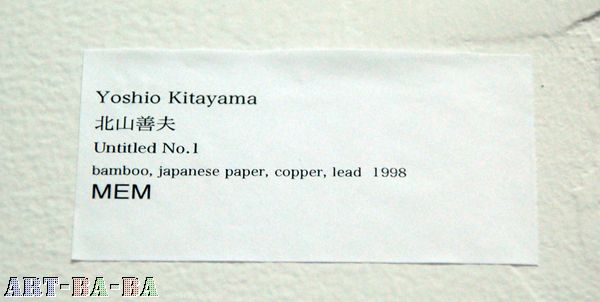 Yoshio Kitayama
北山善夫
Untitled No.1
bamboo, japanese paper, copper, lead 1998
MEM
ART-BA-BA